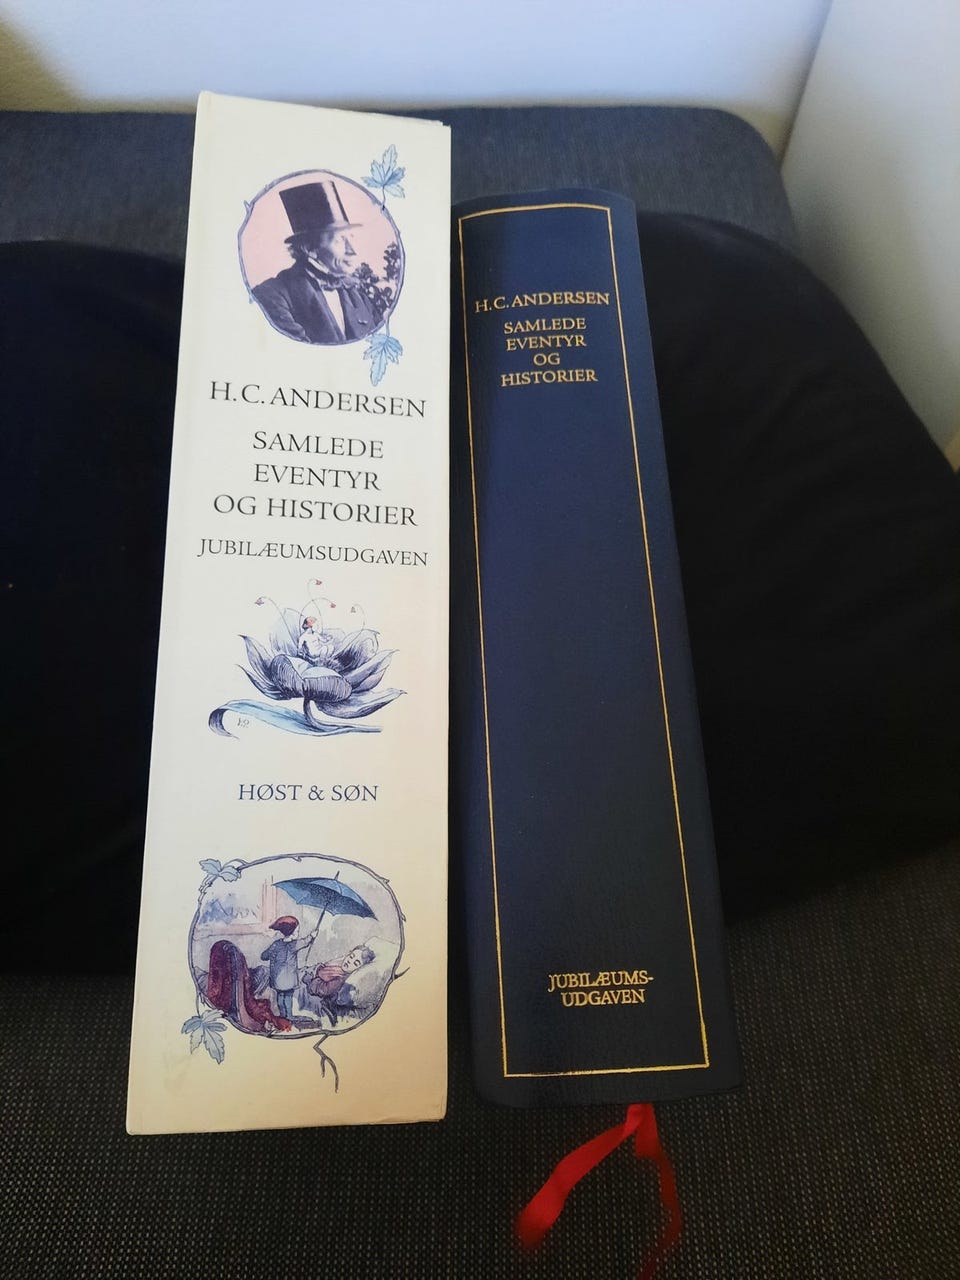 H. C. ANDERSEN
SAMLEDE
EVENTYR
OG HISTORIER
JUBILÆUMSUDGAVEN
HØST & SØN
H. C. ANDERSEN
SAMLEDE
EVENTYR
OG
HISTORIER
JUBILÆUMS-
UDGAVEN